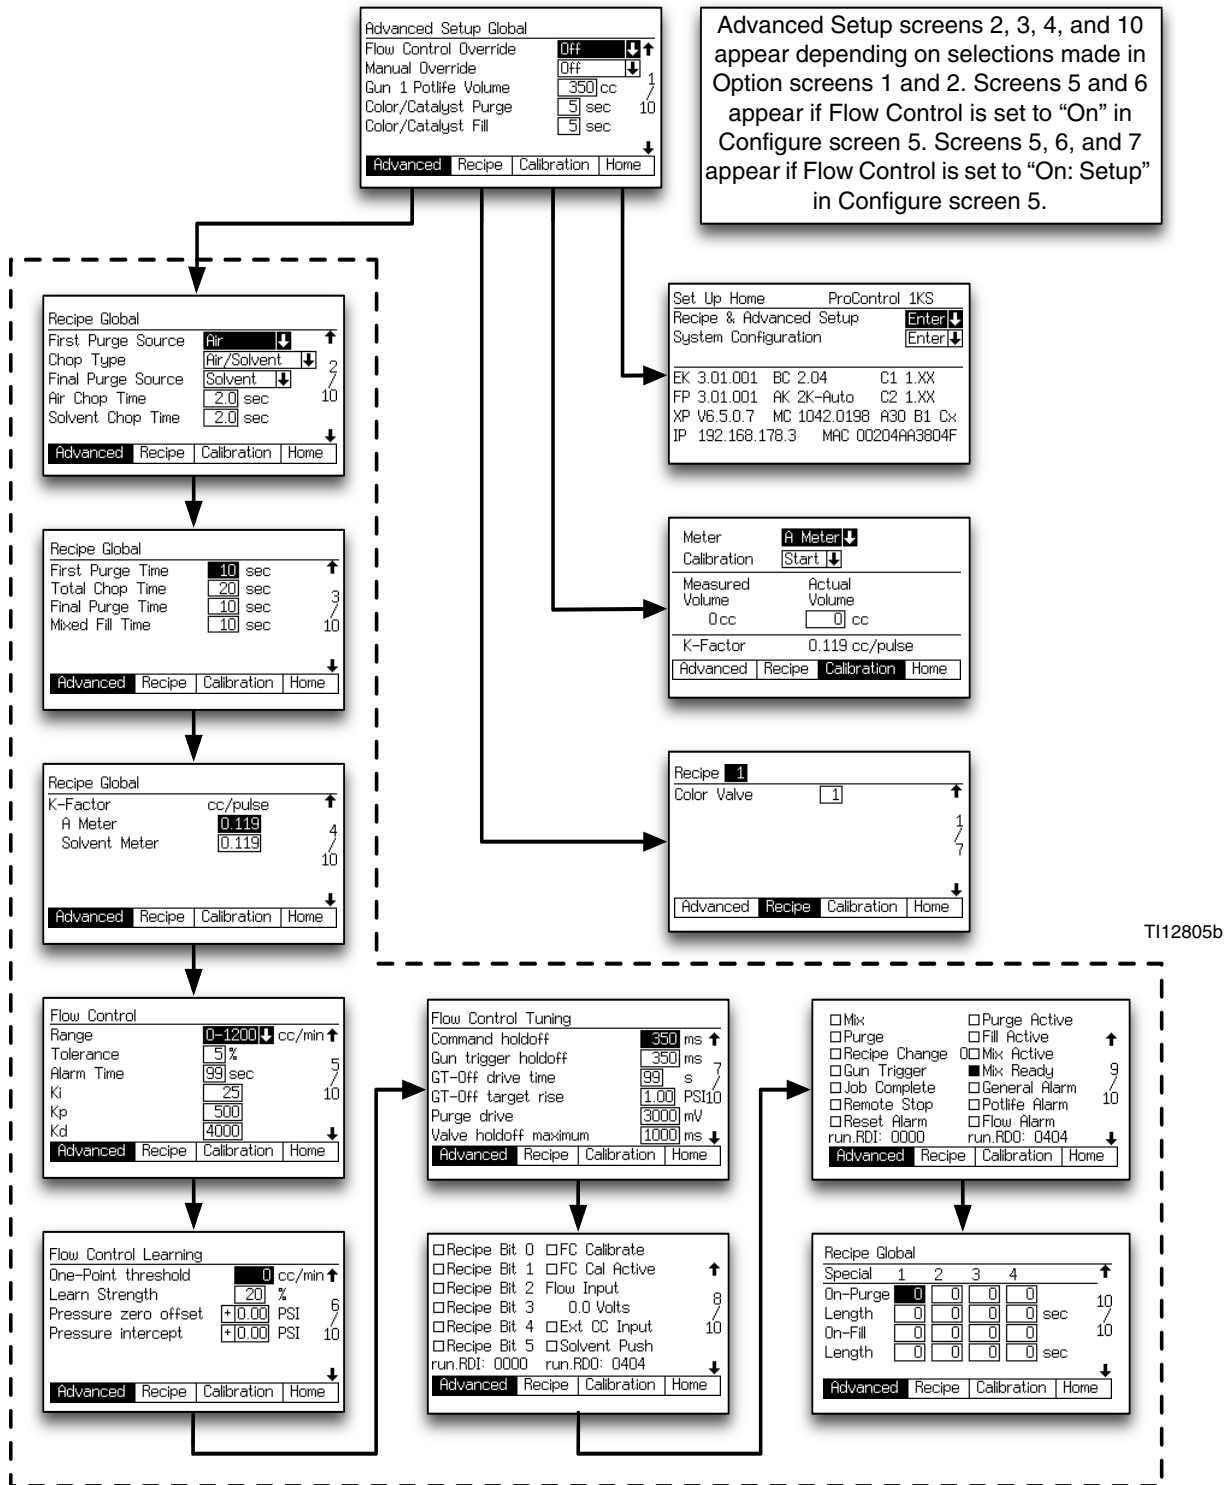 Advanced Setup Global
Flow Control Override Off
Manual Override Off
Gun 1 Potlife Volume 350 cc
Color/Catalyst Purge 5 sec
Color/Catalyst Fill 5 sec
1/10
Advanced Recipe Calibration Home
Advanced Setup screens 2, 3, 4, and 10
appear depending on selections made in
Option screens 1 and 2. Screens 5 and 6
appear if Flow Control is set to “On” in
Configure screen 5. Screens 5, 6, and 7
appear if Flow Control is set to “On: Setup”
in Configure screen 5.
Recipe Global
First Purge Source Air
Chop Type Air/Solvent
Final Purge Source Solvent
Air Chop Time 2.0 sec
Solvent Chop Time 2.0 sec
2/10
Advanced Recipe Calibration Home
Set Up Home ProControl 1KS
Recipe & Advanced Setup Enter
System Configuration Enter
EK 3.01.001 BC 2.04 C1 1.XX
FP 3.01.001 AK 2K-Auto C2 1.XX
XP V6.5.0.7 MC 1042.0198 A30 B1 Cx
IP 192.168.178.3 MAC 00204AA3804F
Recipe Global
First Purge Time 10 sec
Total Chop Time 20 sec
Final Purge Time 10 sec
Mixed Fill Time 10 sec
3/10
Advanced Recipe Calibration Home
Meter A Meter
Calibration Start
Measured Actual
Volume Volume
0 cc 0 cc
K-Factor 0.119 cc/pulse
Advanced Recipe Calibration Home
Recipe Global
K-Factor cc/pulse
A Meter 0.119
Solvent Meter 0.119
4/10
Advanced Recipe Calibration Home
Recipe 1
Color Valve 1
1/7
Advanced Recipe Calibration Home
TI12805b
Flow Control
Range 0-1200 cc/min
Tolerance 5 %
Alarm Time 99 sec
Ki 25
Kp 500
Kd 4000
5/10
Advanced Recipe Calibration Home
Flow Control Learning
One-Point threshold 0 cc/min
Learn Strength 20 %
Pressure zero offset + 0.00 PSI
Pressure intercept + 0.00 PSI
6/10
Advanced Recipe Calibration Home
Flow Control Tuning
Command holdoff 350 ms
Gun trigger holdoff 350 ms
GT-Off drive time 99 s
GT-Off target rise 1.00 PSI
Purge drive 3000 mV
Valve holdoff maximum 1000 ms
7/10
Advanced Recipe Calibration Home
Recipe Bit 0 FC Calibrate
Recipe Bit 1 FC Cal Active
Recipe Bit 2 Flow Input
Recipe Bit 3 0.0 Volts
Recipe Bit 4 Ext CC Input
Recipe Bit 5 Solvent Push
run.RDI: 0000 run.RDO: 0404
8/10
Advanced Recipe Calibration Home
Mix Purge Active
Purge Fill Active
Recipe Change 0 Mix Active
Gun Trigger Mix Ready
Job Complete General Alarm
Remote Stop Potlife Alarm
Reset Alarm Flow Alarm
run.RDI: 0000 run.RDO: 0404
9/10
Advanced Recipe Calibration Home
Recipe Global
Special 1 2 3 4
On-Purge 0 0 0 0
Length 0 0 0 0 sec
On-Fill 0 0 0 0
Length 0 0 0 0 sec
10/10
Advanced Recipe Calibration Home